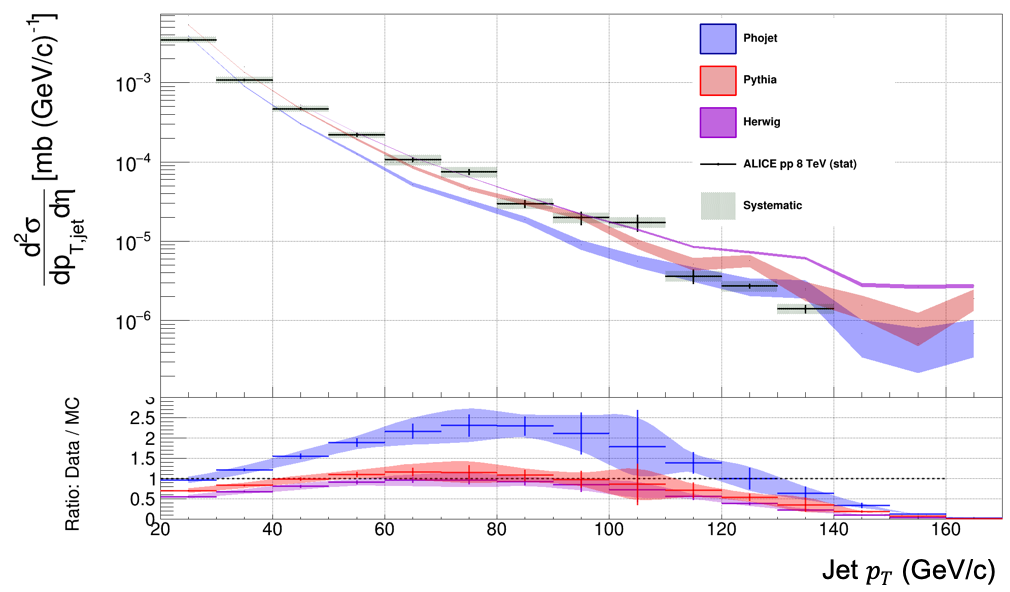 d²σ
dp_T,jet dη
[mb (GeV/c)⁻¹]
10⁻³
10⁻⁴
10⁻⁵
10⁻⁶
Phojet
Pythia
Herwig
ALICE pp 8 TeV (stat)
Systematic
Ratio: Data / MC
3
2.5
2
1.5
1
0.5
0
20
40
60
80
100
120
140
160
Jet p_T (GeV/c)